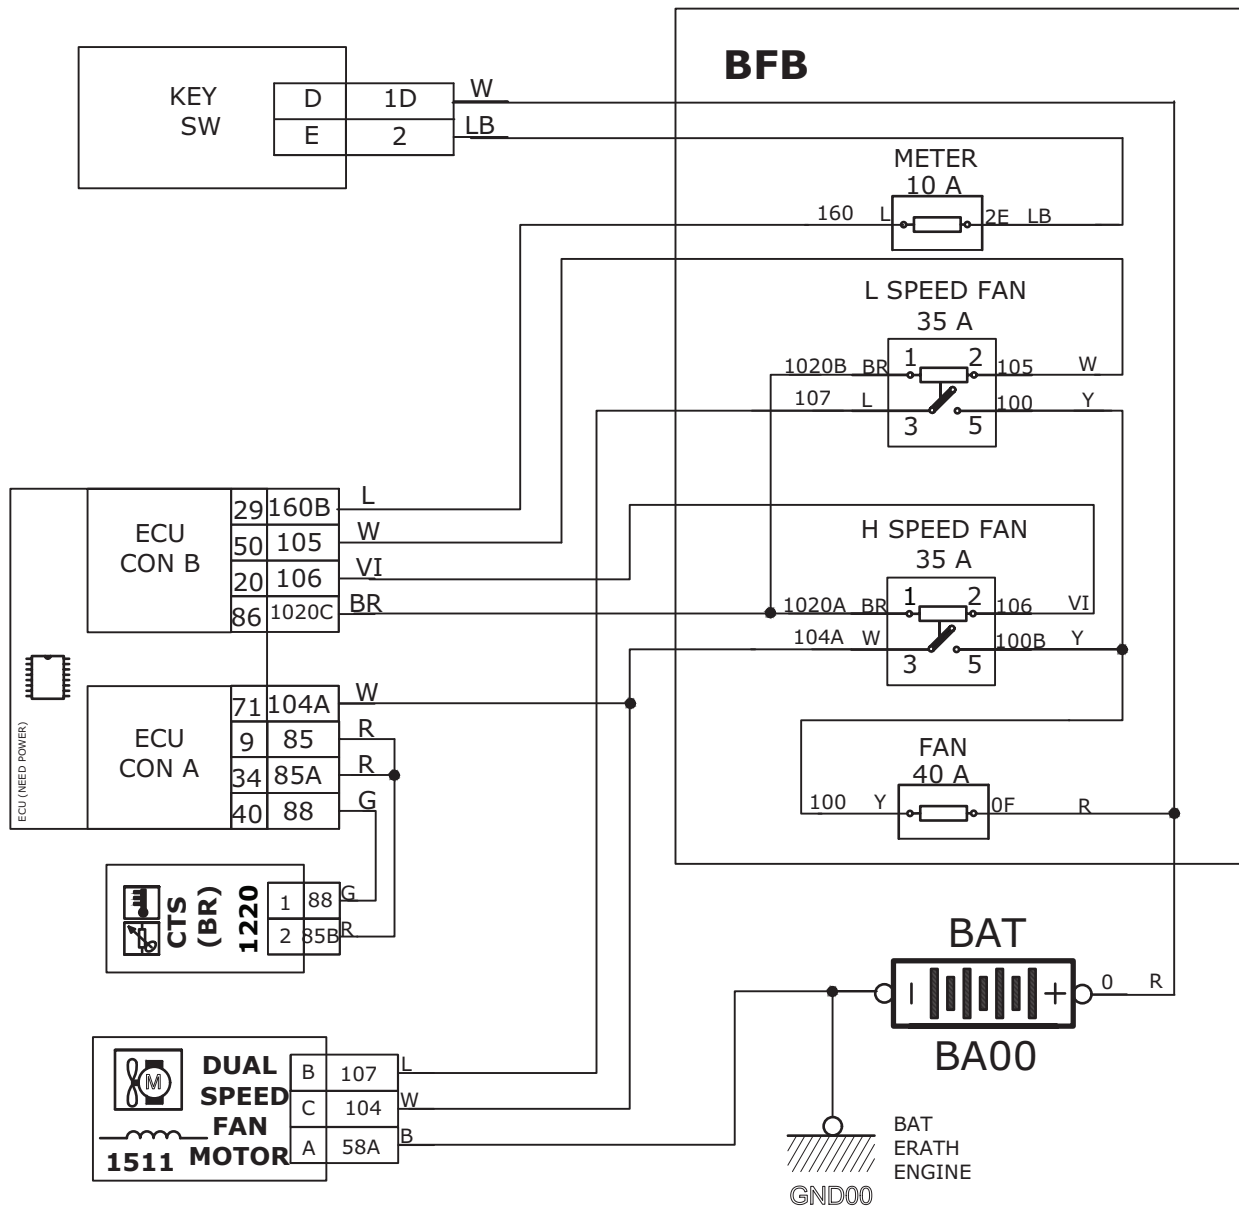 BFB
KEY
SW
D 1D W
E 2 LB
METER
10 A
160 L 2E LB
L SPEED FAN
35 A
1020B BR 1 2 105 W
107 L 3 5 100 Y
H SPEED FAN
35 A
1020A BR 1 2 106 VI
104A W 3 5 100B Y
FAN
40 A
100 Y 0F R
ECU
CON B
29 160B L
50 105 W
20 106 VI
86 1020C BR
ECU (NEED POWER)
ECU
CON A
71 104A W
9 85 R
34 85A R
40 88 G
CTS
(BR)
1220
1 88 G
2 85B R
BAT
- + 0 R
BA00
DUAL
SPEED
FAN
MOTOR
M
1511
B 107 L
C 104 W
A 58A B
BAT
ERATH
ENGINE
GND00